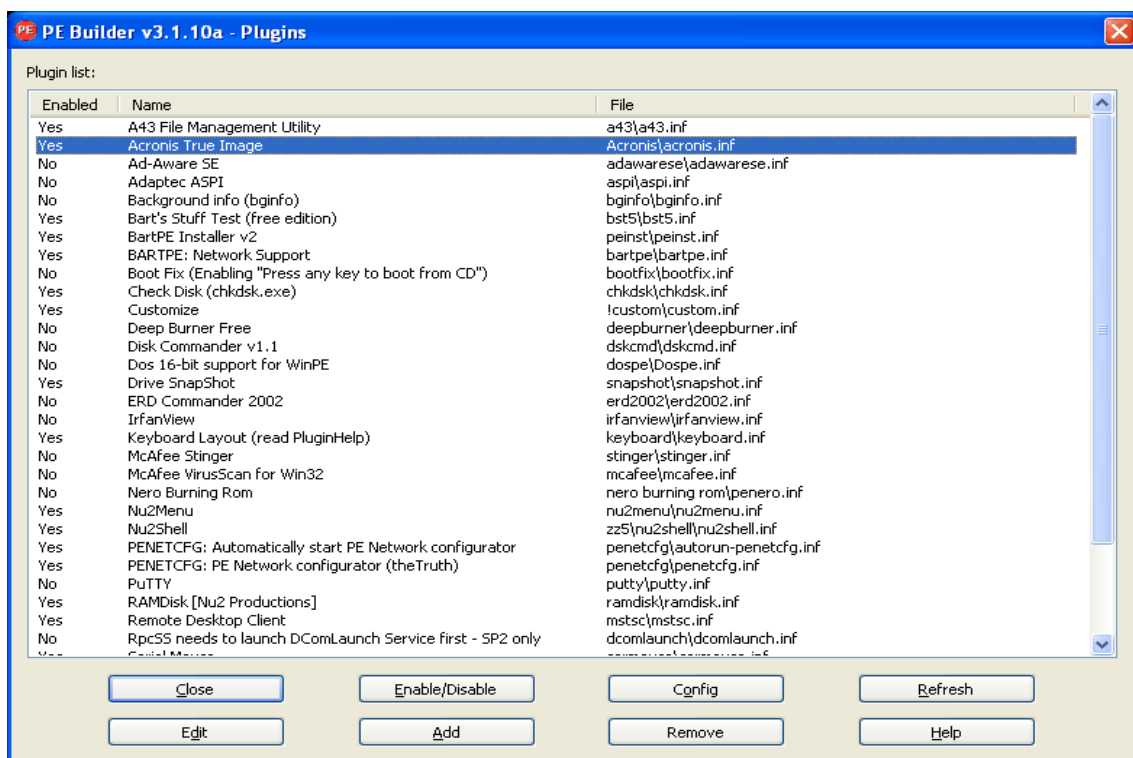 PE PE Builder v3.1.10a - Plugins
Plugin list:
Enabled Name File
Yes A43 File Management Utility a43\a43.inf
Yes Acronis True Image Acronis\acronis.inf
No Ad-Aware SE adawarese\adawarese.inf
No Adaptec ASPI aspi\aspi.inf
No Background info (bginfo) bginfo\bginfo.inf
Yes Bart's Stuff Test (free edition) bst5\bst5.inf
Yes BartPE Installer v2 peinst\peinst.inf
Yes BARTPE: Network Support bartpe\bartpe.inf
No Boot Fix (Enabling "Press any key to boot from CD") bootfix\bootfix.inf
Yes Check Disk (chkdsk.exe) chkdsk\chkdsk.inf
Yes Customize !custom\custom.inf
No Deep Burner Free deepburner\deepburner.inf
No Disk Commander v1.1 dskcmd\dskcmd.inf
No Dos 16-bit support for WinPE dospe\Dospe.inf
Yes Drive SnapShot snapshot\snapshot.inf
No ERD Commander 2002 erd2002\erd2002.inf
No IrfanView irfanview\irfanview.inf
Yes Keyboard Layout (read PluginHelp) keyboard\keyboard.inf
No McAfee Stinger stinger\stinger.inf
No McAfee VirusScan for Win32 mcafee\mcafee.inf
No Nero Burning Rom nero burning rom\penero.inf
Yes Nu2Menu nu2menu\nu2menu.inf
Yes Nu2Shell zz5\nu2shell\nu2shell.inf
Yes PENETCFG: Automatically start PE Network configurator penetcfg\autorun-penetcfg.inf
Yes PENETCFG: PE Network configurator (theTruth) penetcfg\penetcfg.inf
No PuTTY putty\putty.inf
Yes RAMDisk [Nu2 Productions] ramdisk\ramdisk.inf
Yes Remote Desktop Client mstsc\mstsc.inf
No RpcSS needs to launch DComLaunch Service first - SP2 only dcomlaunch\dcomlaunch.inf
Yes Serial Mouse sermouse\sermouse.inf
Close Enable/Disable Config Refresh
Edit Add Remove Help